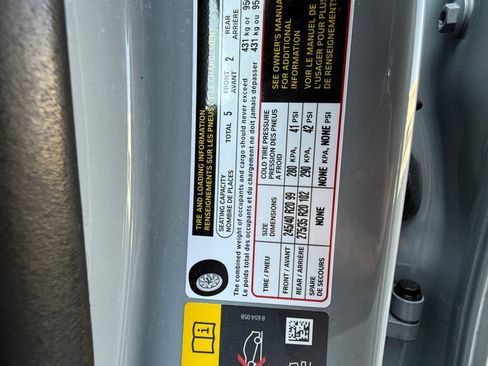 TIRE AND LOADING INFORMATION
RENSEIGNEMENTS SUR LES PNEUS ET LE CHARGEMENT
SEATING CAPACITY
NOMBRE DE PLACES
TOTAL 5
FRONT
AVANT 2
REAR
ARRIÈRE
The combined weight of occupants and cargo should never exceed 431 kg or 95
Le poids total des occupants et du chargement ne doit jamais dépasser 431 kg ou 95
TIRE / PNEU
SIZE
DIMENSIONS
COLD TIRE PRESSURE
PRESSION DES PNEUS
A FROID
FRONT / AVANT 245/40 R20 99 280 KPA, 41 PSI
REAR / ARRIÈRE 275/35 R20 102 290 KPA, 42 PSI
SPARE
DE SECOURS NONE NONE KPA, NONE PSI
SEE OWNER'S MANUAL
FOR ADDITIONAL
INFORMATION
VOIR LE MANUEL DE
L'USAGER POUR PLUS
DE RENSEIGNEMENTS
8 654 058